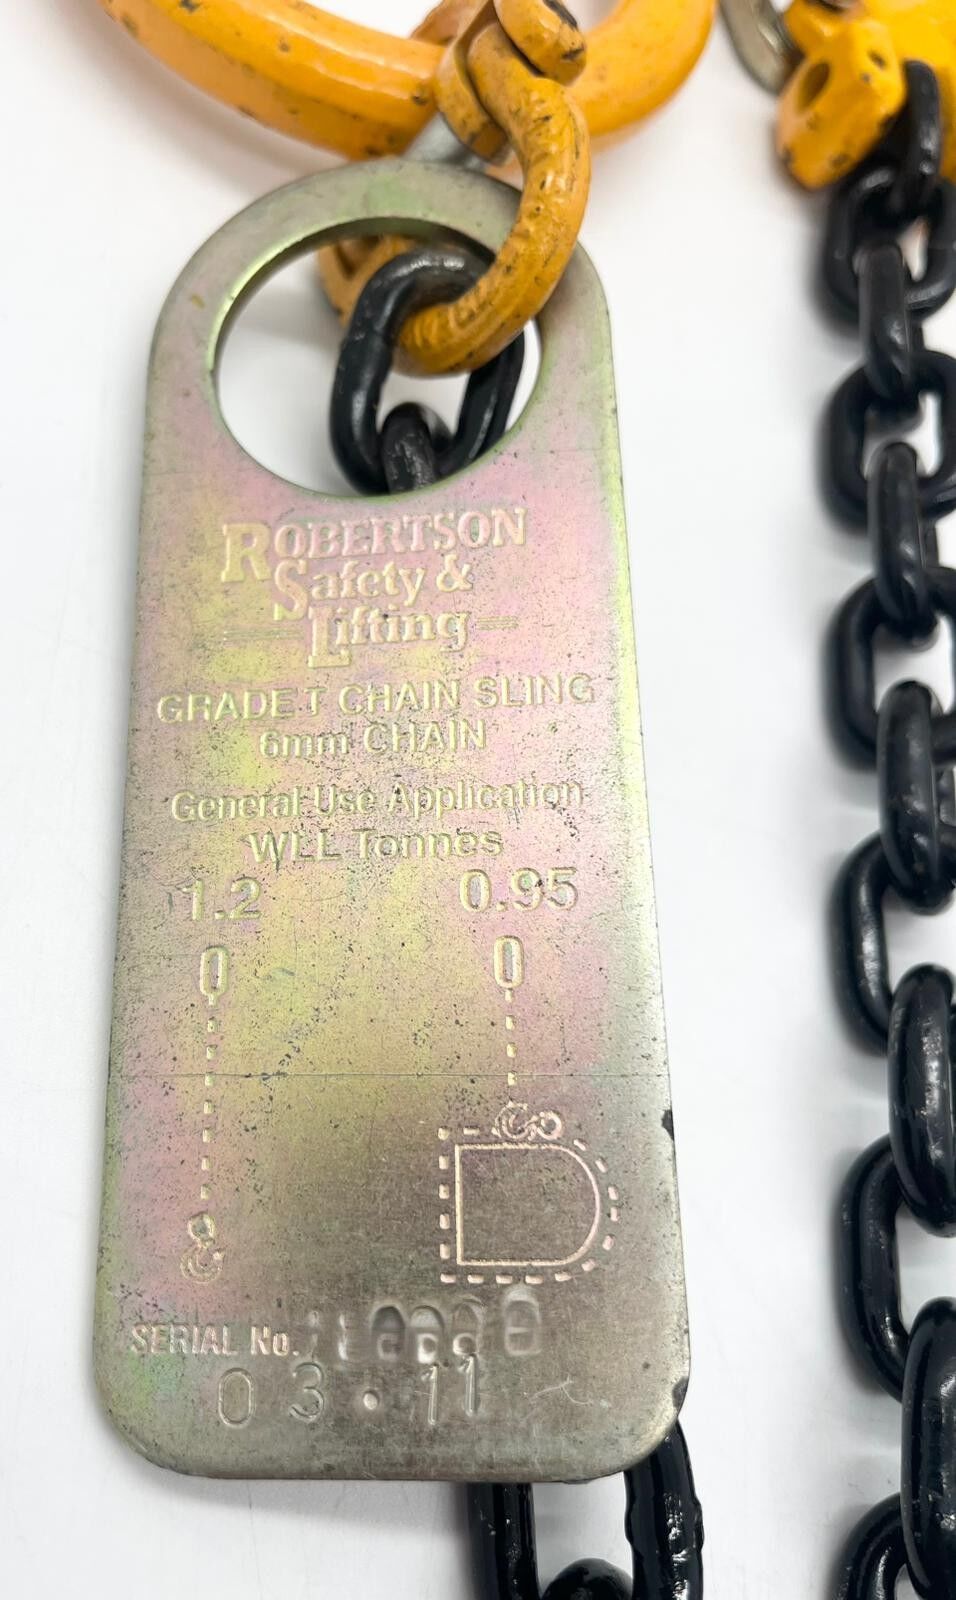 ROBERTSON
Safety &
Lifting
GRADE T CHAIN SLING
6mm CHAIN
General Use Application
WLL Tonnes
1.2 0.95
SERIAL No.
03.11